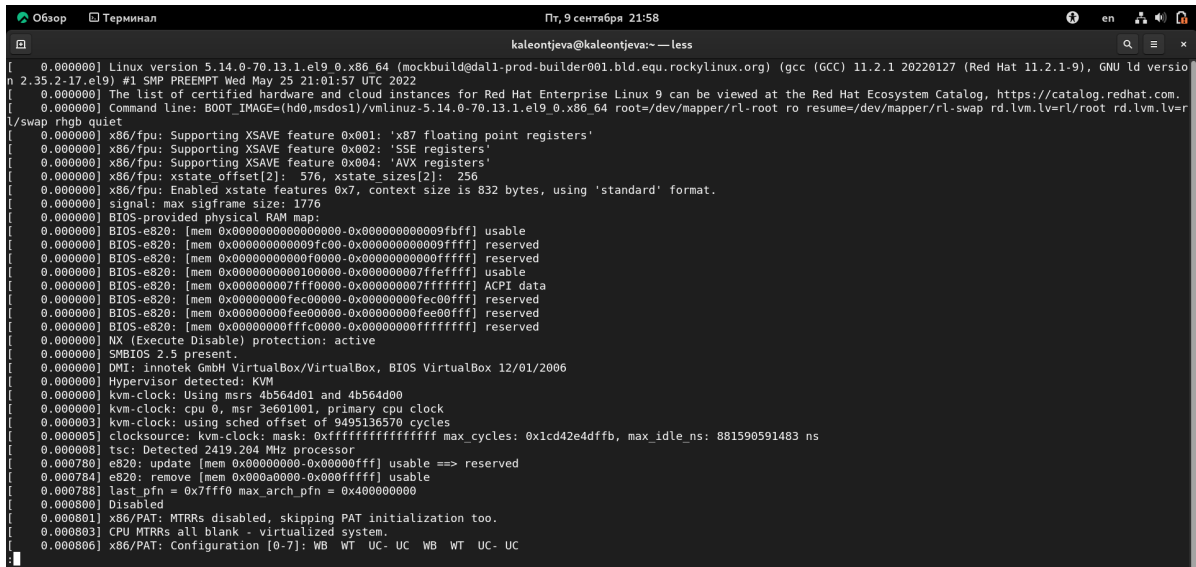 Обзор Терминал Пт, 9 сентября 21:58 en
kaleontjeva@kaleontjeva:~ — less
[    0.000000] Linux version 5.14.0-70.13.1.el9_0.x86_64 (mockbuild@dal1-prod-builder001.bld.equ.rockylinux.org) (gcc (GCC) 11.2.1 20220127 (Red Hat 11.2.1-9), GNU ld versio
n 2.35.2-17.el9) #1 SMP PREEMPT Wed May 25 21:01:57 UTC 2022
[    0.000000] The list of certified hardware and cloud instances for Red Hat Enterprise Linux 9 can be viewed at the Red Hat Ecosystem Catalog, https://catalog.redhat.com.
[    0.000000] Command line: BOOT_IMAGE=(hd0,msdos1)/vmlinuz-5.14.0-70.13.1.el9_0.x86_64 root=/dev/mapper/rl-root ro resume=/dev/mapper/rl-swap rd.lvm.lv=rl/root rd.lvm.lv=r
l/swap rhgb quiet
[    0.000000] x86/fpu: Supporting XSAVE feature 0x001: 'x87 floating point registers'
[    0.000000] x86/fpu: Supporting XSAVE feature 0x002: 'SSE registers'
[    0.000000] x86/fpu: Supporting XSAVE feature 0x004: 'AVX registers'
[    0.000000] x86/fpu: xstate_offset[2]:  576, xstate_sizes[2]:  256
[    0.000000] x86/fpu: Enabled xstate features 0x7, context size is 832 bytes, using 'standard' format.
[    0.000000] signal: max sigframe size: 1776
[    0.000000] BIOS-provided physical RAM map:
[    0.000000] BIOS-e820: [mem 0x0000000000000000-0x000000000009fbff] usable
[    0.000000] BIOS-e820: [mem 0x000000000009fc00-0x000000000009ffff] reserved
[    0.000000] BIOS-e820: [mem 0x00000000000f0000-0x00000000000fffff] reserved
[    0.000000] BIOS-e820: [mem 0x0000000000100000-0x000000007ffeffff] usable
[    0.000000] BIOS-e820: [mem 0x000000007fff0000-0x000000007fffffff] ACPI data
[    0.000000] BIOS-e820: [mem 0x00000000fec00000-0x00000000fec00fff] reserved
[    0.000000] BIOS-e820: [mem 0x00000000fee00000-0x00000000fee00fff] reserved
[    0.000000] BIOS-e820: [mem 0x00000000fffc0000-0x00000000ffffffff] reserved
[    0.000000] NX (Execute Disable) protection: active
[    0.000000] SMBIOS 2.5 present.
[    0.000000] DMI: innotek GmbH VirtualBox/VirtualBox, BIOS VirtualBox 12/01/2006
[    0.000000] Hypervisor detected: KVM
[    0.000000] kvm-clock: Using msrs 4b564d01 and 4b564d00
[    0.000000] kvm-clock: cpu 0, msr 3e601001, primary cpu clock
[    0.000003] kvm-clock: using sched offset of 9495136570 cycles
[    0.000005] clocksource: kvm-clock: mask: 0xffffffffffffffff max_cycles: 0x1cd42e4dffb, max_idle_ns: 881590591483 ns
[    0.000008] tsc: Detected 2419.204 MHz processor
[    0.000780] e820: update [mem 0x00000000-0x00000fff] usable ==> reserved
[    0.000784] e820: remove [mem 0x000a0000-0x000fffff] usable
[    0.000788] last_pfn = 0x7fff0 max_arch_pfn = 0x400000000
[    0.000800] Disabled
[    0.000801] x86/PAT: MTRRs disabled, skipping PAT initialization too.
[    0.000803] CPU MTRRs all blank - virtualized system.
[    0.000806] x86/PAT: Configuration [0-7]: WB  WT  UC- UC  WB  WT  UC- UC
: